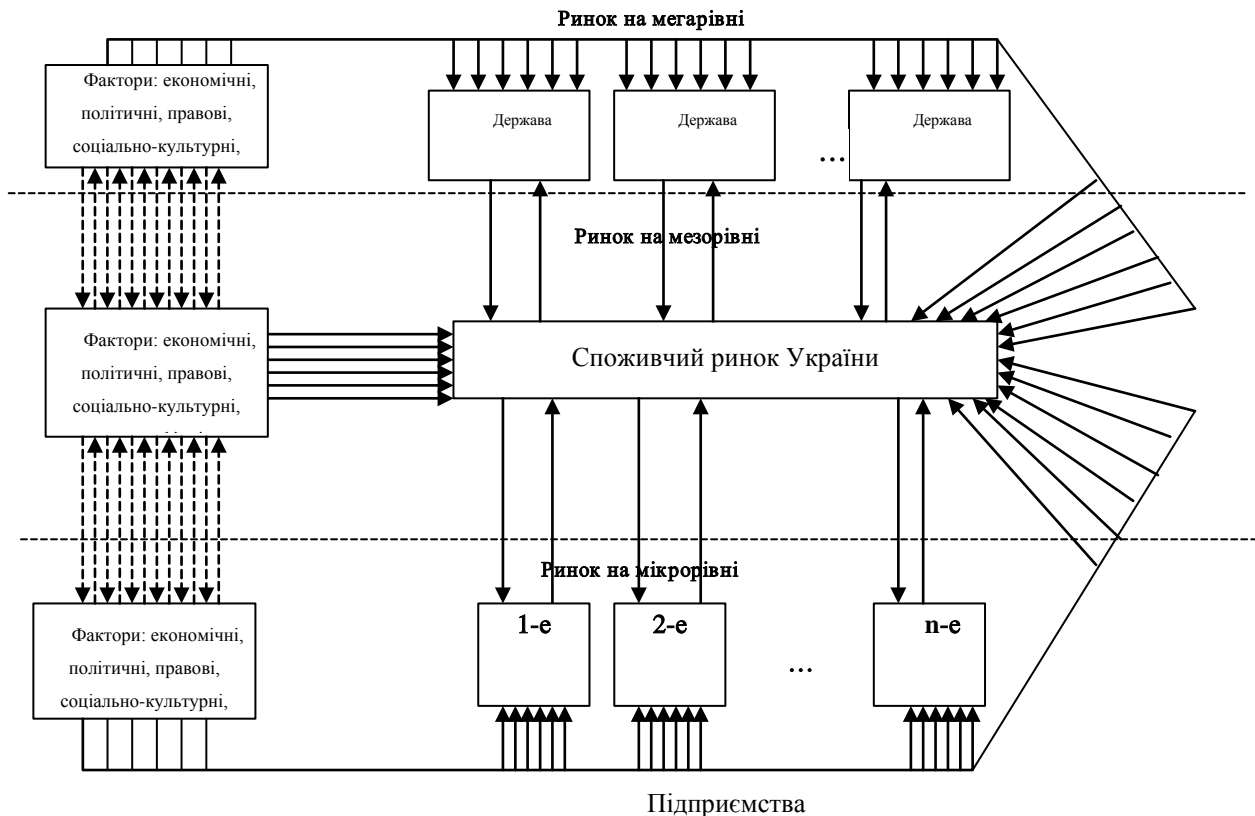 Ринок на мегарівні
Фактори: економічні,
політичні, правові,
соціально-культурні,
Держава
Держава
...
Держава
Ринок на мезорівні
Фактори: економічні,
політичні, правові,
соціально-культурні,
Споживчий ринок України
Ринок на мікрорівні
Фактори: економічні,
політичні, правові,
соціально-культурні,
1-е
2-е
...
n-е
Підприємства